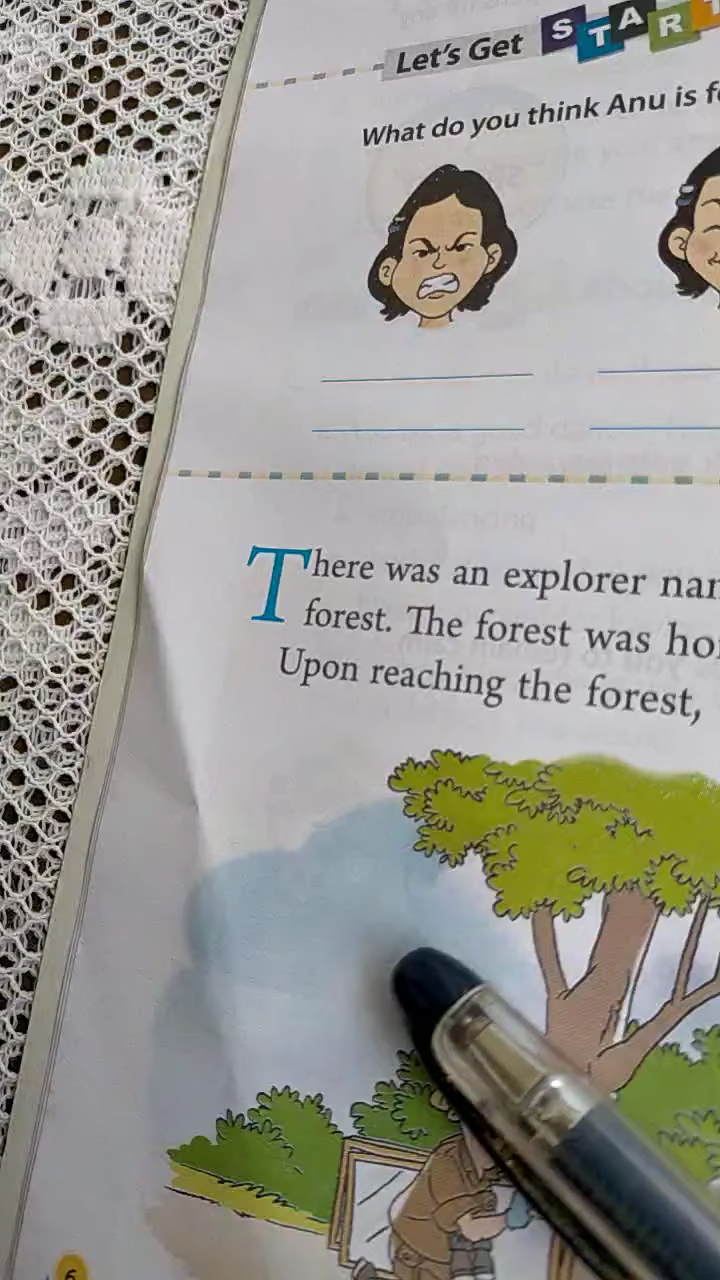 Let's Get STAR
What do you think Anu is
There was an explorer
forest. The forest was
Upon reaching the forest,
6